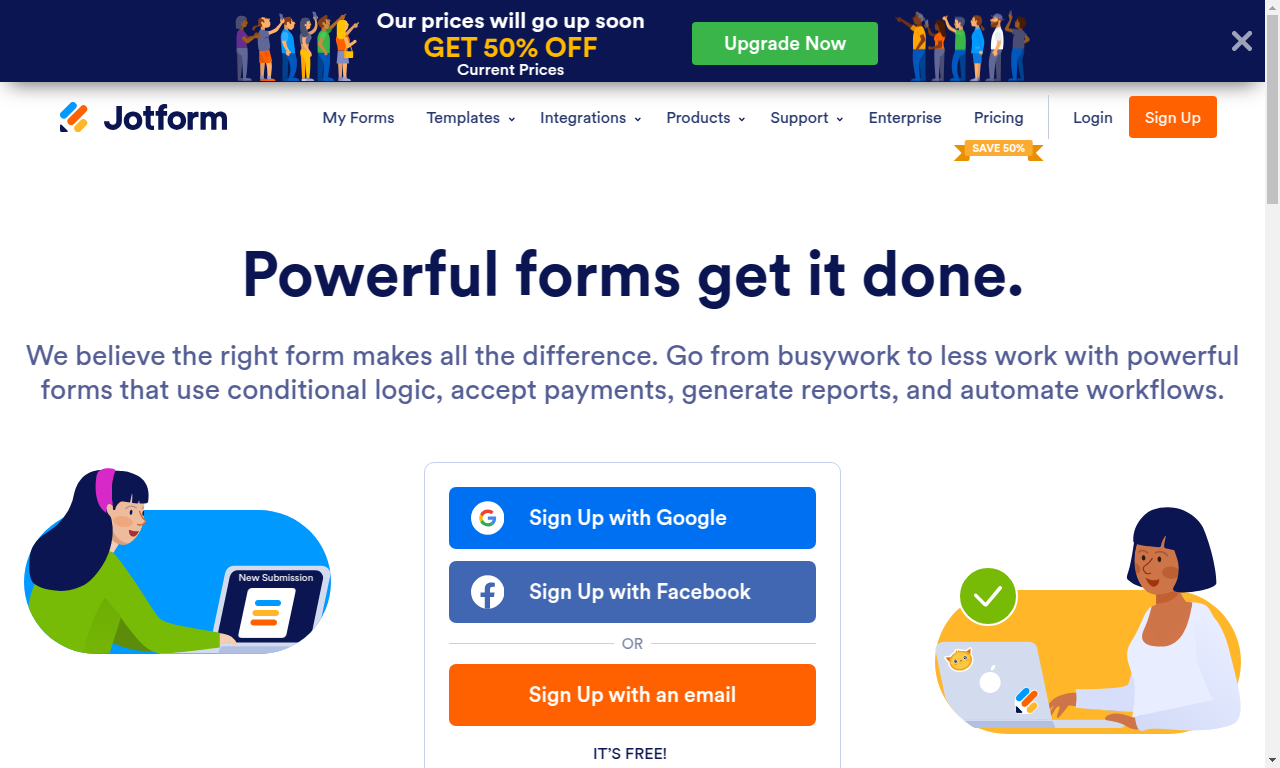 Our prices will go up soon
GET 50% OFF
Current Prices
Upgrade Now
Jotform
My Forms
Templates
Integrations
Products
Support
Enterprise
Pricing
Login
Sign Up
SAVE 50%
Powerful forms get it done.
We believe the right form makes all the difference. Go from busywork to less work with powerful
forms that use conditional logic, accept payments, generate reports, and automate workflows.
Sign Up with Google
New Submission
Sign Up with Facebook
OR
Sign Up with an email
IT'S FREE!